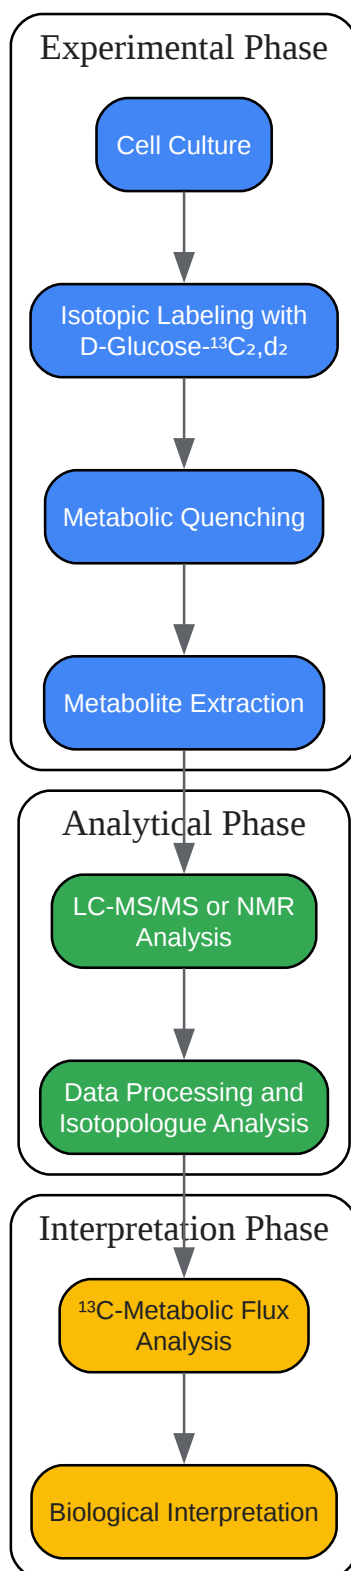 Experimental Phase
Cell Culture
Isotopic Labeling with
D-Glucose-¹³C₂,d₂
Metabolic Quenching
Metabolite Extraction
Analytical Phase
LC-MS/MS or NMR
Analysis
Data Processing and
Isotopologue Analysis
Interpretation Phase
¹³C-Metabolic Flux
Analysis
Biological Interpretation